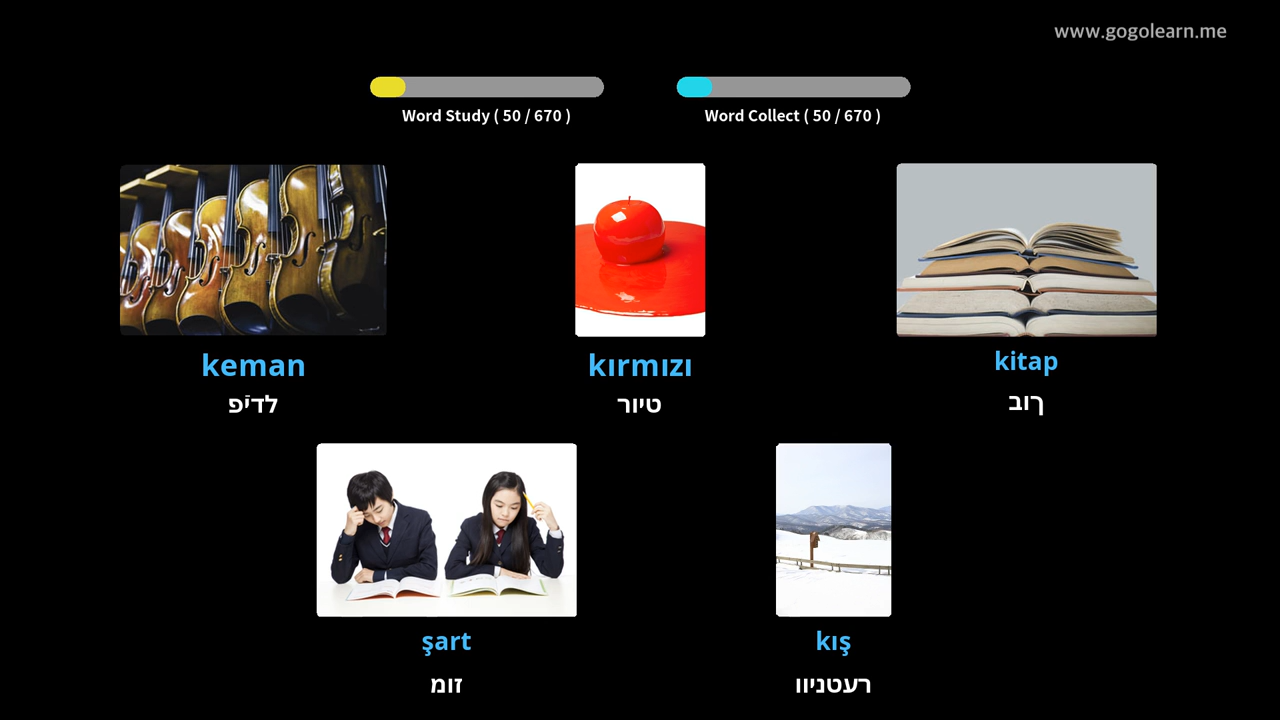 www.gogolearn.me
Word Study ( 50 / 670 )
Word Collect ( 50 / 670 )
keman
לדיֿפ
kırmızı
טיור
kitap
ךוב
şart
זומ
kış
רעטניוו